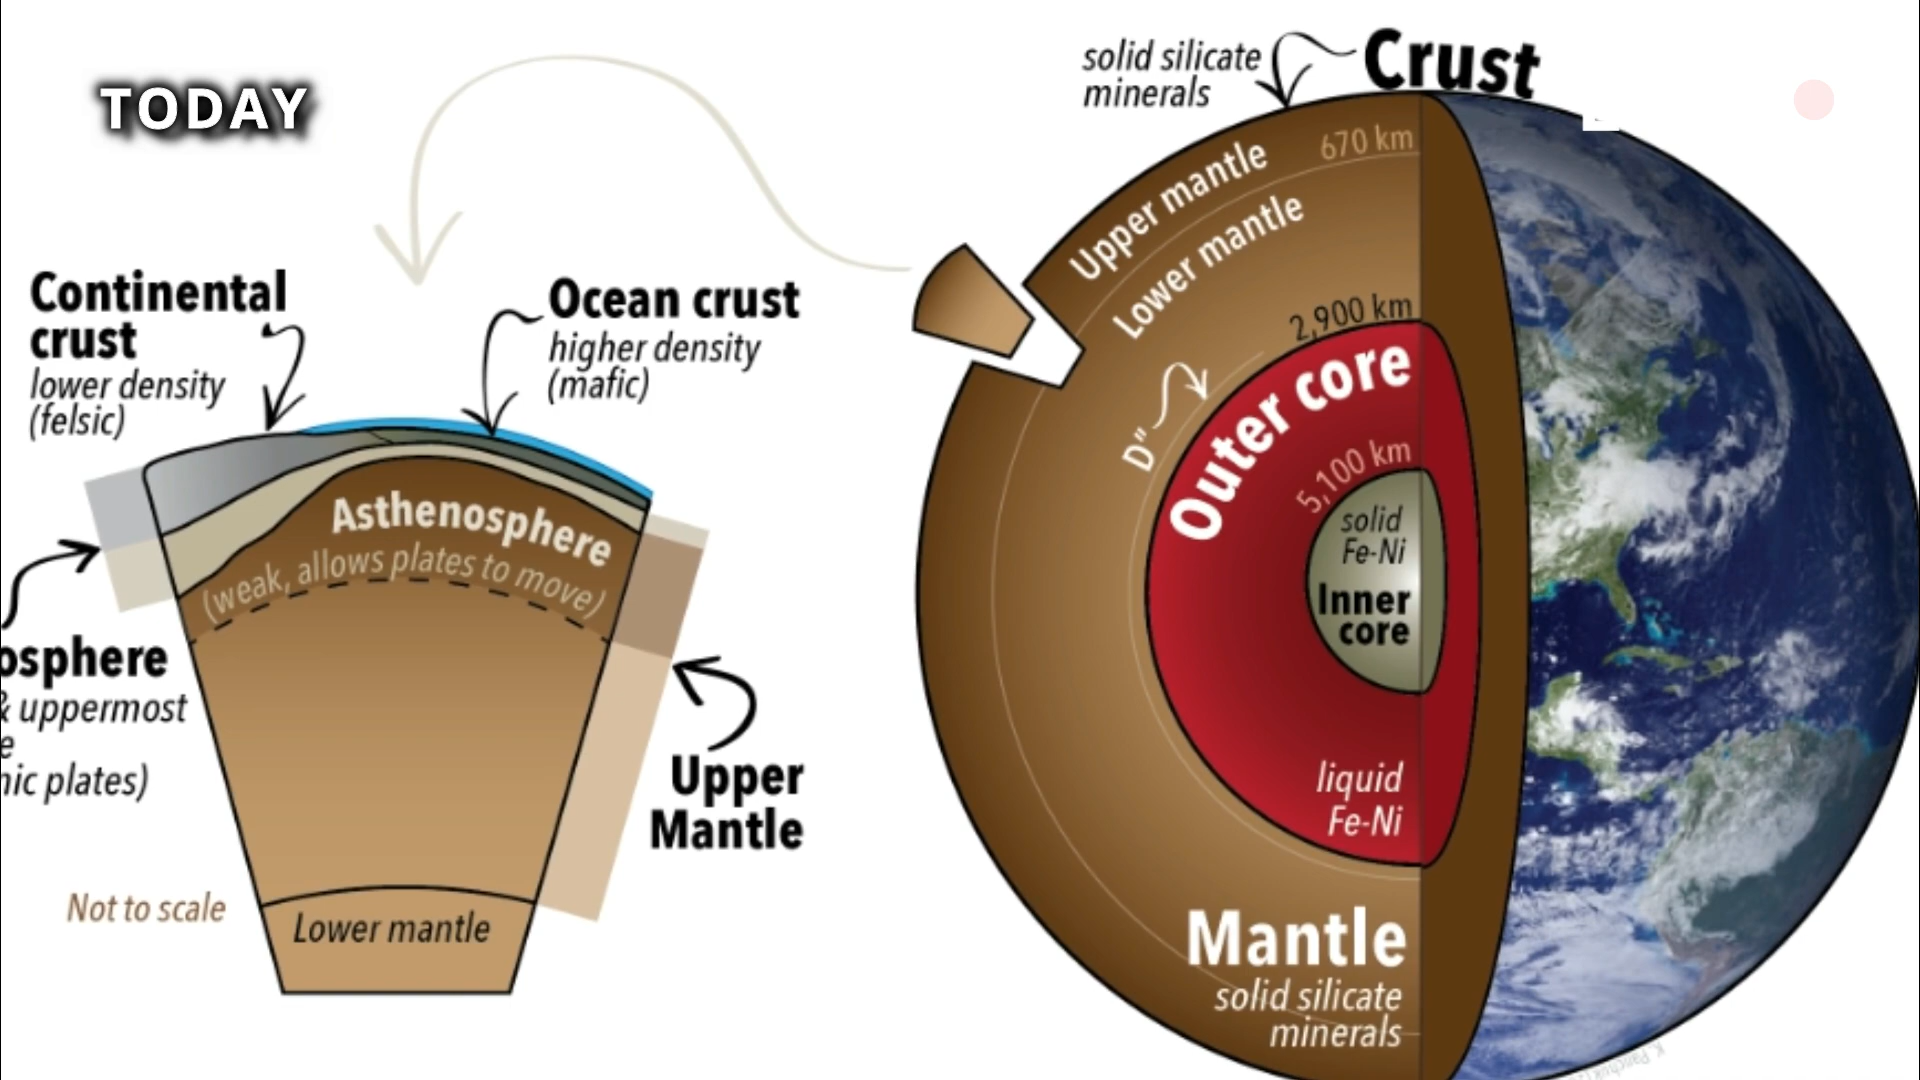 TODAY
solid silicate
minerals
Crust
670 km
Upper mantle
Lower mantle
2,900 km
Outer core
D"
5,100 km
solid
Fe-Ni
Inner
core
liquid
Fe-Ni
Mantle
solid silicate
minerals
Continental
crust
lower density
(felsic)
Ocean crust
higher density
(mafic)
Asthenosphere
(weak, allows plates to move)
osphere
& uppermost
e
nic plates)
Upper
Mantle
Not to scale
Lower mantle